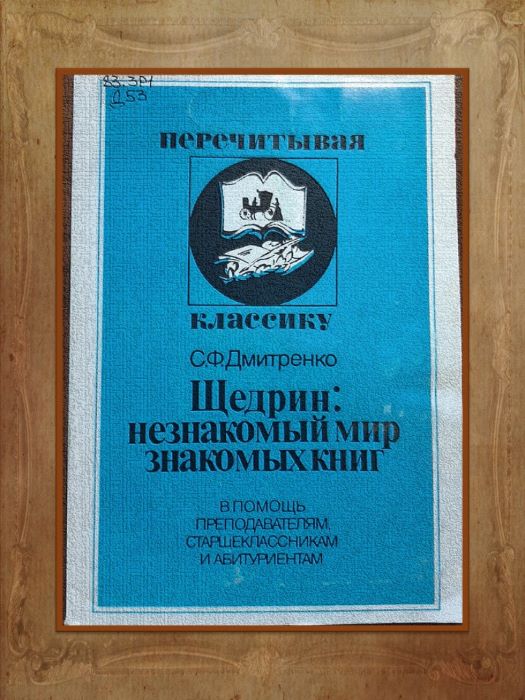 83.3Р1
Д53
перечитывая
классику
С.Ф.Дмитренко
Щедрин:
незнакомый мир
знакомых книг
В ПОМОЩЬ
ПРЕПОДАВАТЕЛЯМ,
СТАРШЕКЛАССНИКАМ
И АБИТУРИЕНТАМ